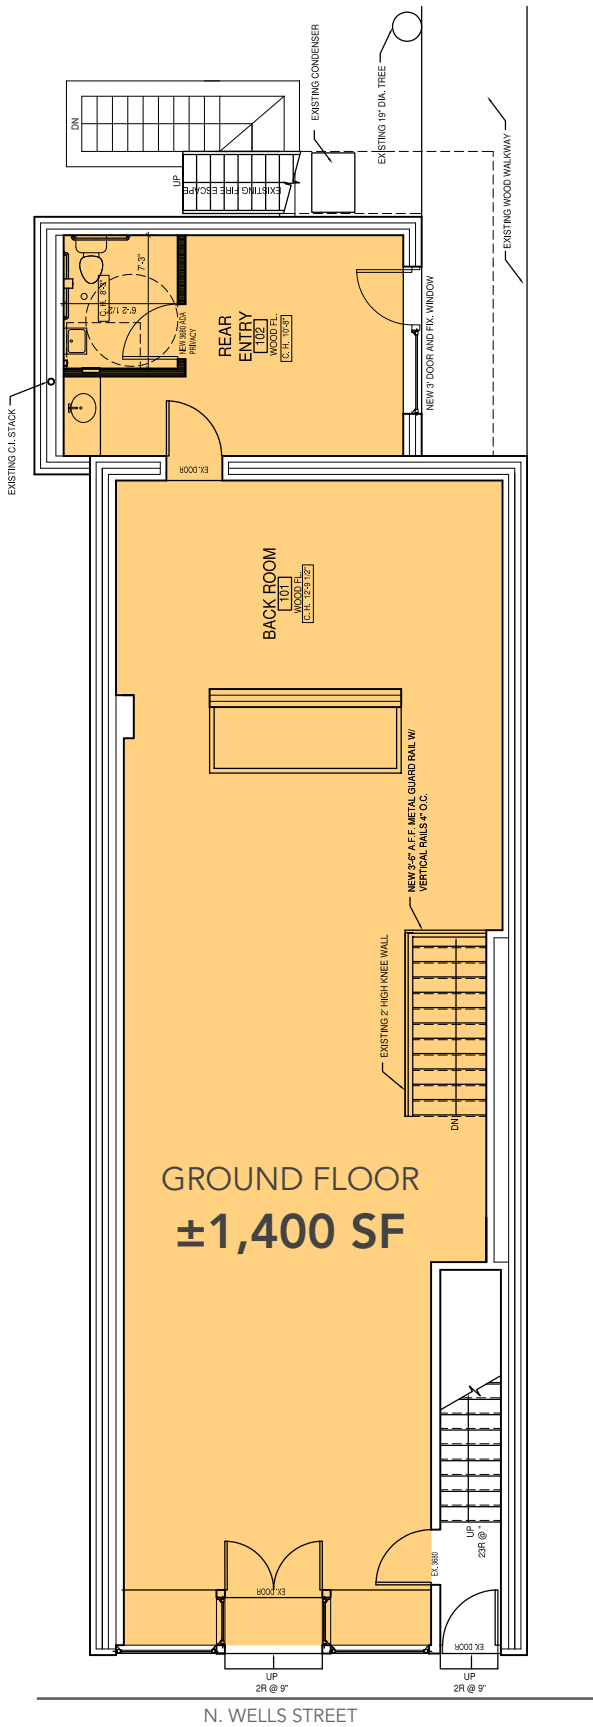 EXISTING CONDENSER
EXISTING 19" DIA. TREE
EXISTING WOOD WALKWAY
DN
UP
EXISTING FIRE ESCAPE
7'-3"
C. H. 8'-3"
6'-2 1/2"
NEW 3680 ADA
PRIVACY
REAR
ENTRY
102
WOOD FL.
C. H. 10'-8"
NEW 3' DOOR AND FIX. WINDOW
EXISTING C.I. STACK
EX. DOOR
BACK ROOM
101
WOOD FL.
C. H. 12'-9 1/2"
NEW 3'-6" A.F.F. METAL GUARD RAIL W/
VERTICAL RAILS 4" O.C.
EXISTING 2' HIGH KNEE WALL
DN
GROUND FLOOR
±1,400 SF
UP
23R @ "
EX. 3680
EX. DOOR
EX. DOOR
UP
2R @ 9"
UP
2R @ 9"
N. WELLS STREET